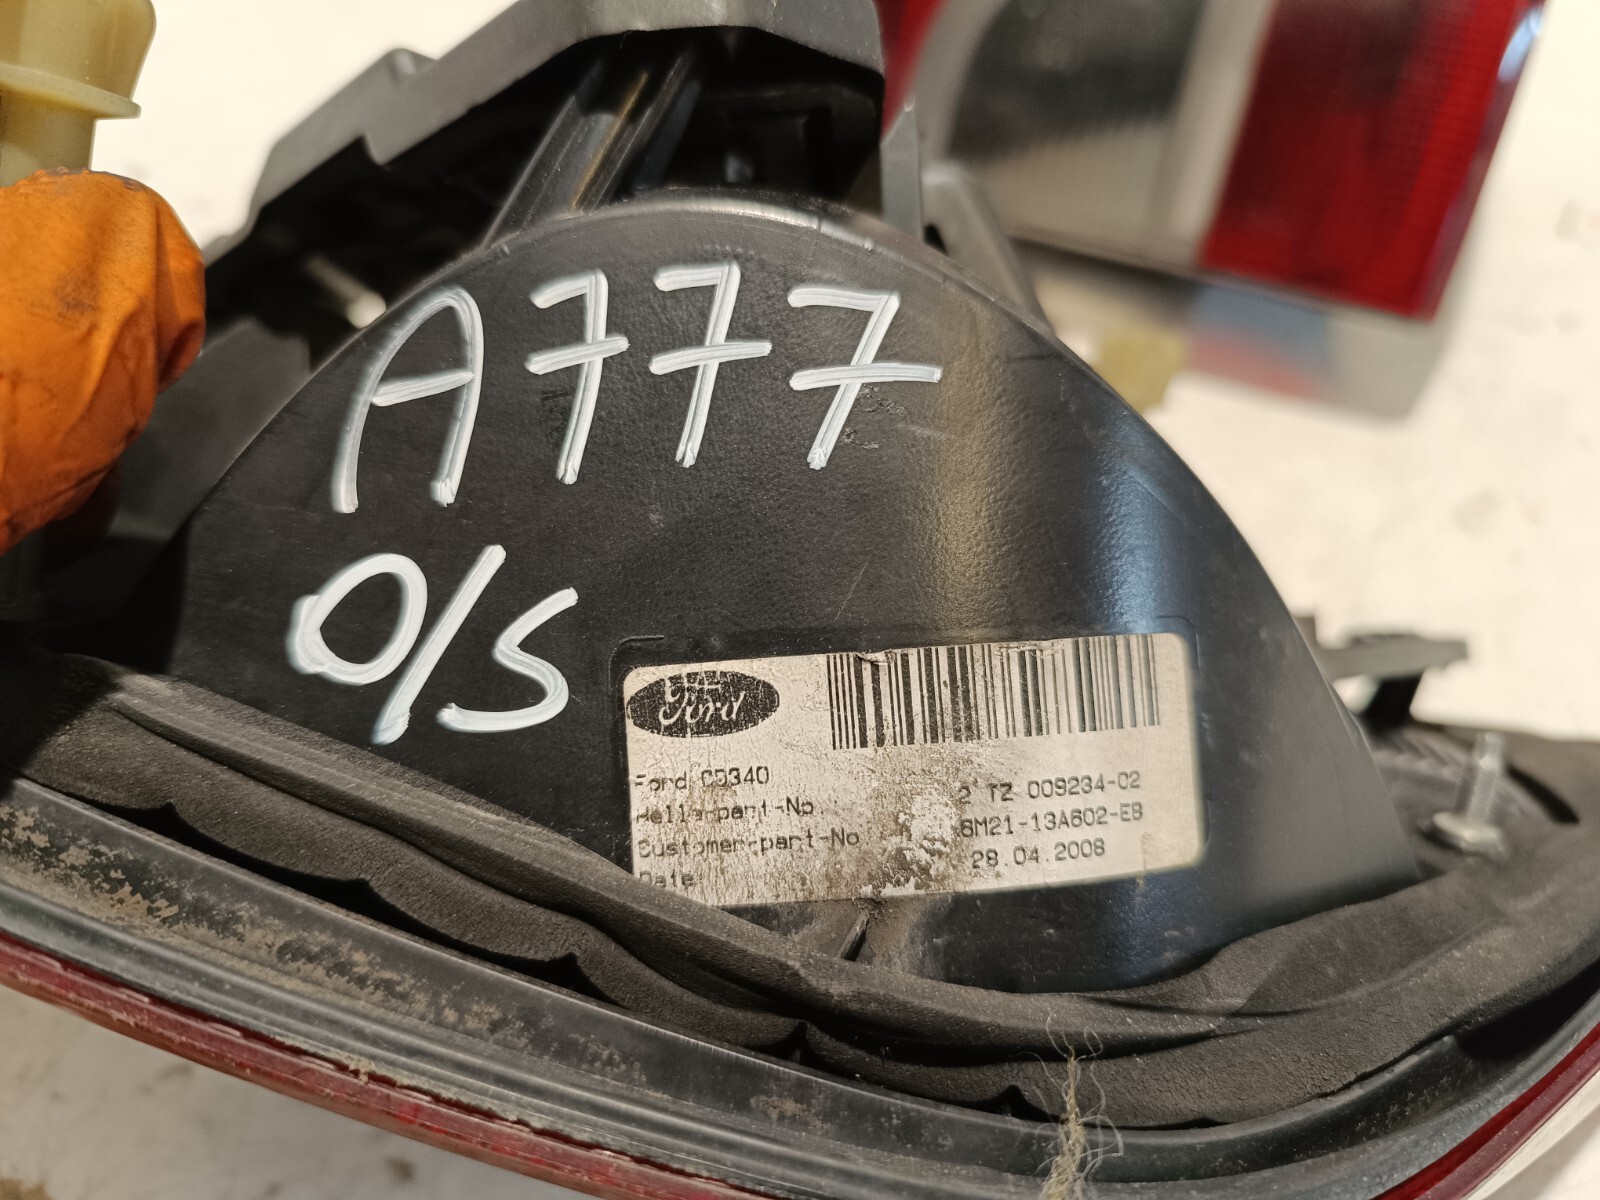 A777
O/S
Ford
Ford CD340
Hella-part-No 2 TZ 009234-02
Customer-part-No 6M21-13A602-EB
Date 28.04.2008